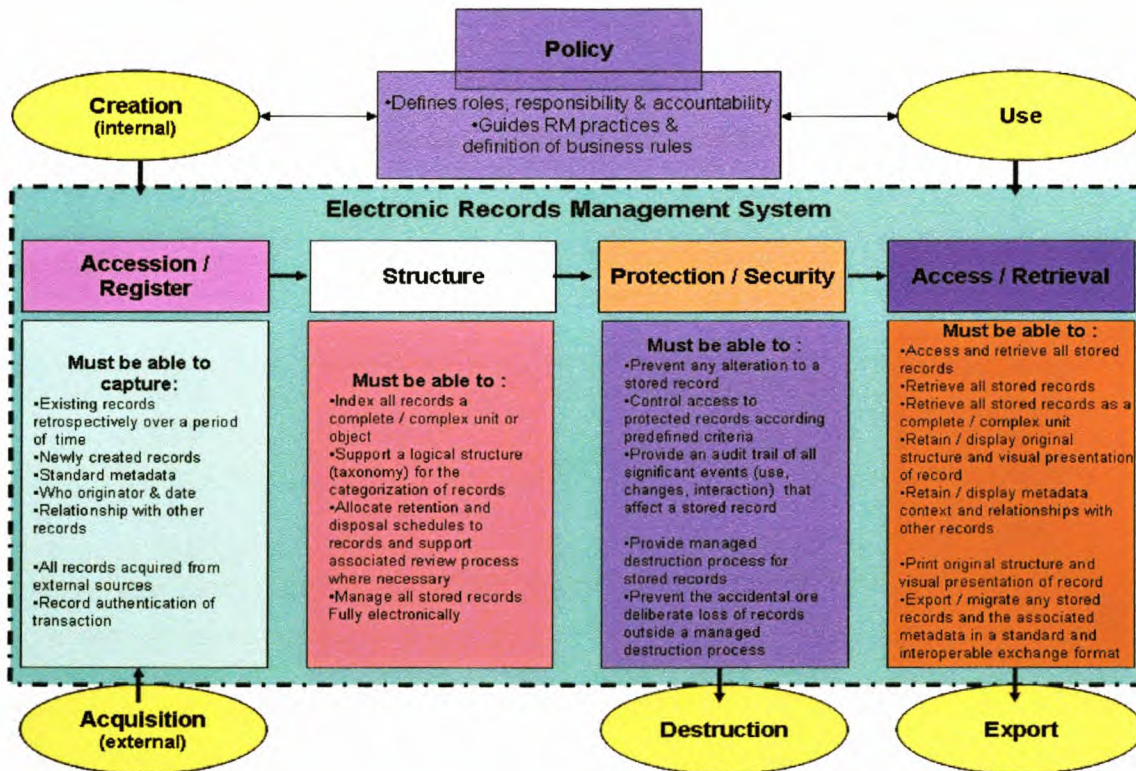 Policy
•Defines roles, responsibility & accountability
•Guides RM practices &
definition of business rules
Creation
(internal)
Use
Electronic Records Management System
Accession /
Register
Structure
Protection / Security
Access / Retrieval
Must be able to
capture:
•Existing records
retrospectively over a period
of time
•Newly created records
•Standard metadata
•Who originator & date
•Relationship with other
records
•All records acquired from
external sources
•Record authentication of
transaction
Must be able to :
•Index all records a
complete / complex unit or
object
•Support a logical structure
(taxonomy) for the
categorization of records
•Allocate retention and
disposal schedules to
records and support
associated review process
where necessary
•Manage all stored records
Fully electronically
Must be able to :
•Prevent any alteration to a
stored record
•Control access to
protected records according
predefined criteria
•Provide an audit trail of all
significant events (use,
changes, interaction) that
affect a stored record
•Provide managed
destruction process for
stored records
•Prevent the accidental ore
deliberate loss of records
outside a managed
destruction process
Must be able to :
•Access and retrieve all stored
records
•Retrieve all stored records
•Retrieve all stored records as a
complete / complex unit
•Retain / display original
structure and visual presentation
of record
•Retain / display metadata
context and relationships with
other records
•Print original structure and
visual presentation of record
•Export / migrate any stored
records and the associated
metadata in a standard and
interoperable exchange format
Acquisition
(external)
Destruction
Export